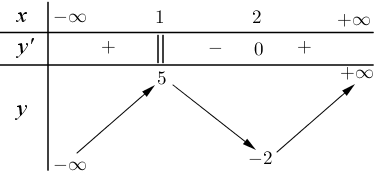 x −∞ 1 2 +∞
y′ + || − 0 +
5 +∞
y
−∞ −2